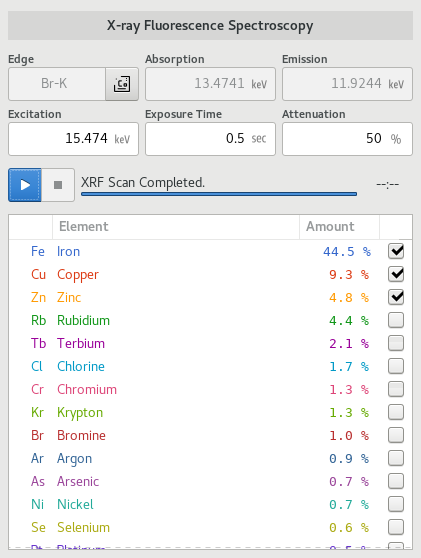 X-ray Fluorescence Spectroscopy
Edge Absorption Emission
Br-K 13.4741 keV 11.9244 keV
Excitation Exposure Time Attenuation
15.474 keV 0.5 sec 50 %
XRF Scan Completed. --:--
Element Amount
Fe Iron 44.5 %
Cu Copper 9.3 %
Zn Zinc 4.8 %
Rb Rubidium 4.4 %
Tb Terbium 2.1 %
Cl Chlorine 1.7 %
Cr Chromium 1.3 %
Kr Krypton 1.3 %
Br Bromine 1.0 %
Ar Argon 0.9 %
As Arsenic 0.7 %
Ni Nickel 0.7 %
Se Selenium 0.6 %
Pt Platinum 0.5 %